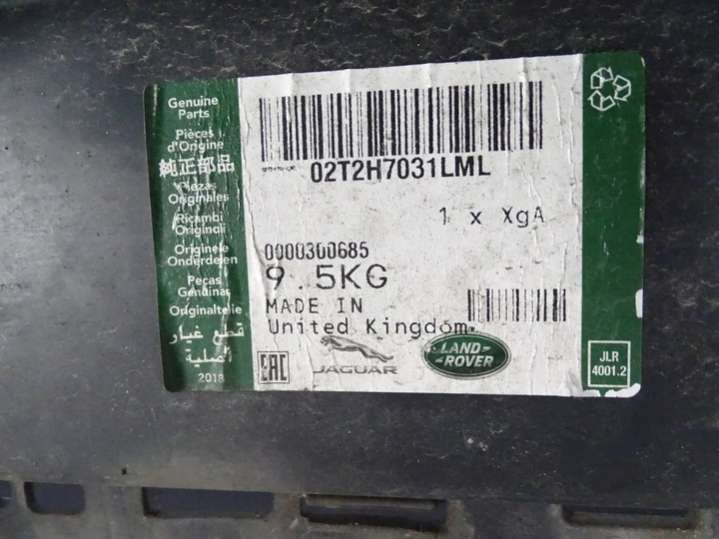 Genuine
Parts
Pièces
d'Origine
純正部品
Piezas
Originales
Ricambi
Originali
Originele
Onderdelen
Peças
Genuínas
Originalteile
قطع غيار
أصلية
2018
02T2H7031LML
1 x XgA
0000300685
9.5KG
MADE IN
United Kingdom
EAC
JAGUAR
LAND-
ROVER
JLR
4001.2